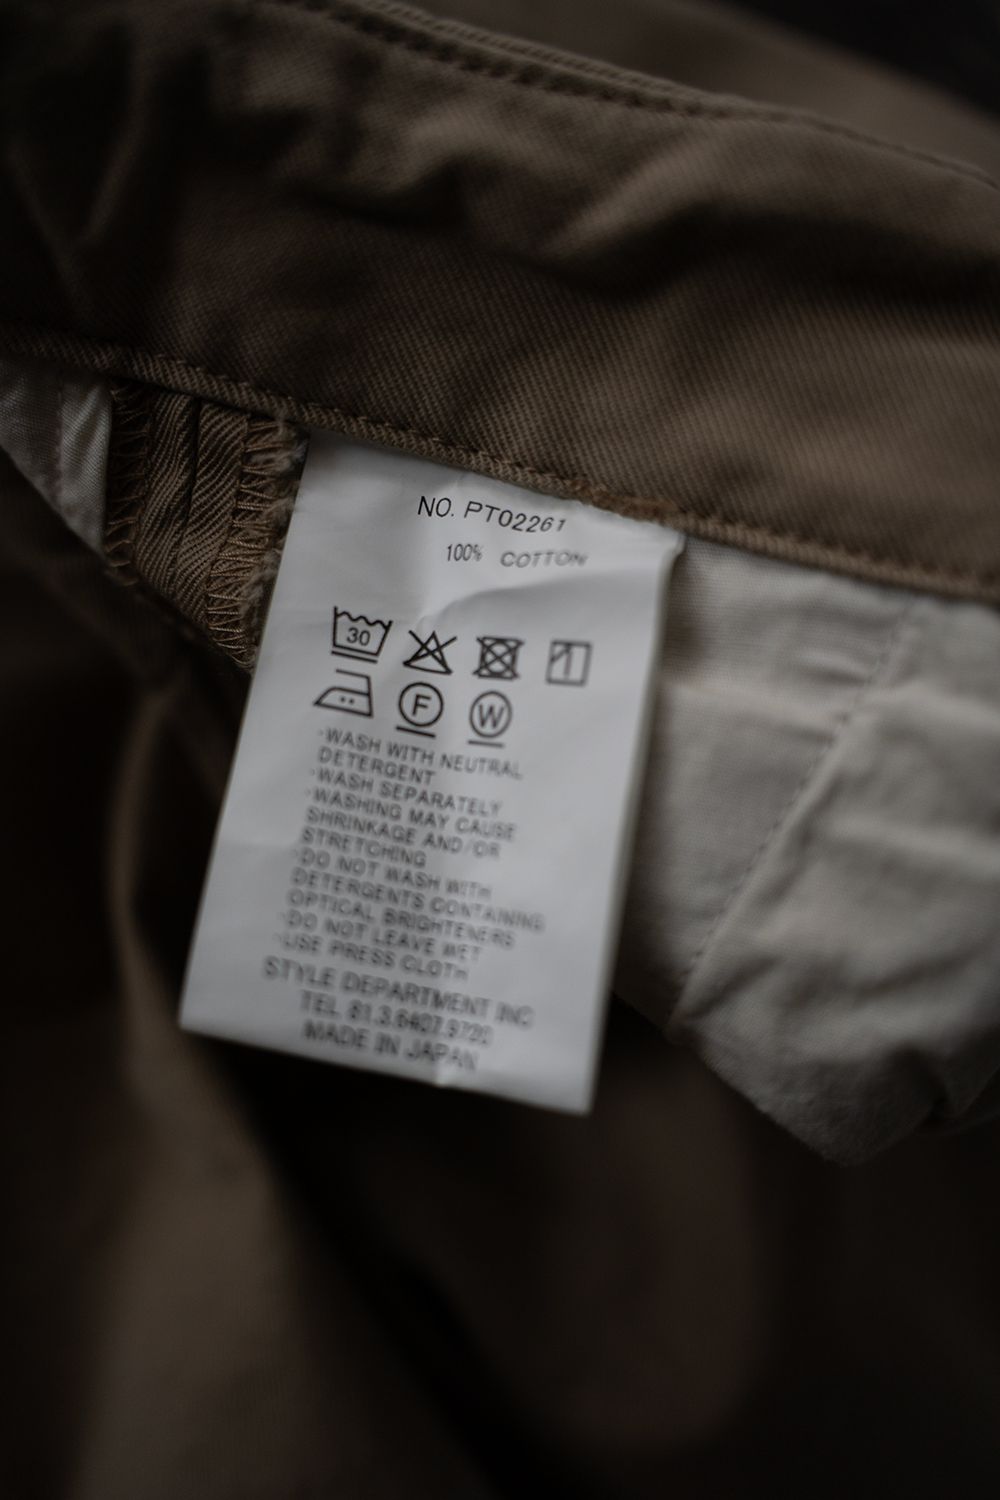 NO. PT02261
100% COTTON
30
F W
·WASH WITH NEUTRAL
DETERGENT
·WASH SEPARATELY
·WASHING MAY CAUSE
SHRINKAGE AND/OR
STRETCHING
·DO NOT WASH WITH
DETERGENTS CONTAINING
OPTICAL BRIGHTENERS
·DO NOT LEAVE WET
·USE PRESS CLOTH
STYLE DEPARTMENT INC
TEL 81.3.6407.9720
MADE IN JAPAN